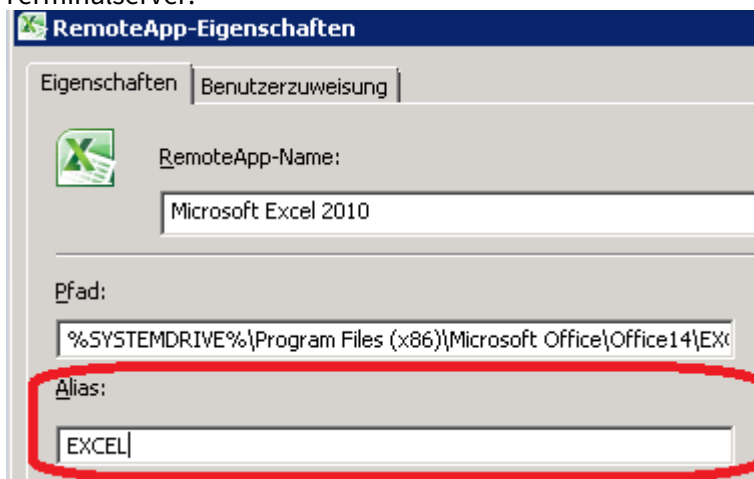 Terminalserver.
RemoteApp-Eigenschaften
Eigenschaften Benutzerzuweisung
RemoteApp-Name:
Microsoft Excel 2010
Pfad:
%SYSTEMDRIVE%\Program Files (x86)\Microsoft Office\Office14\EX
Alias:
EXCEL